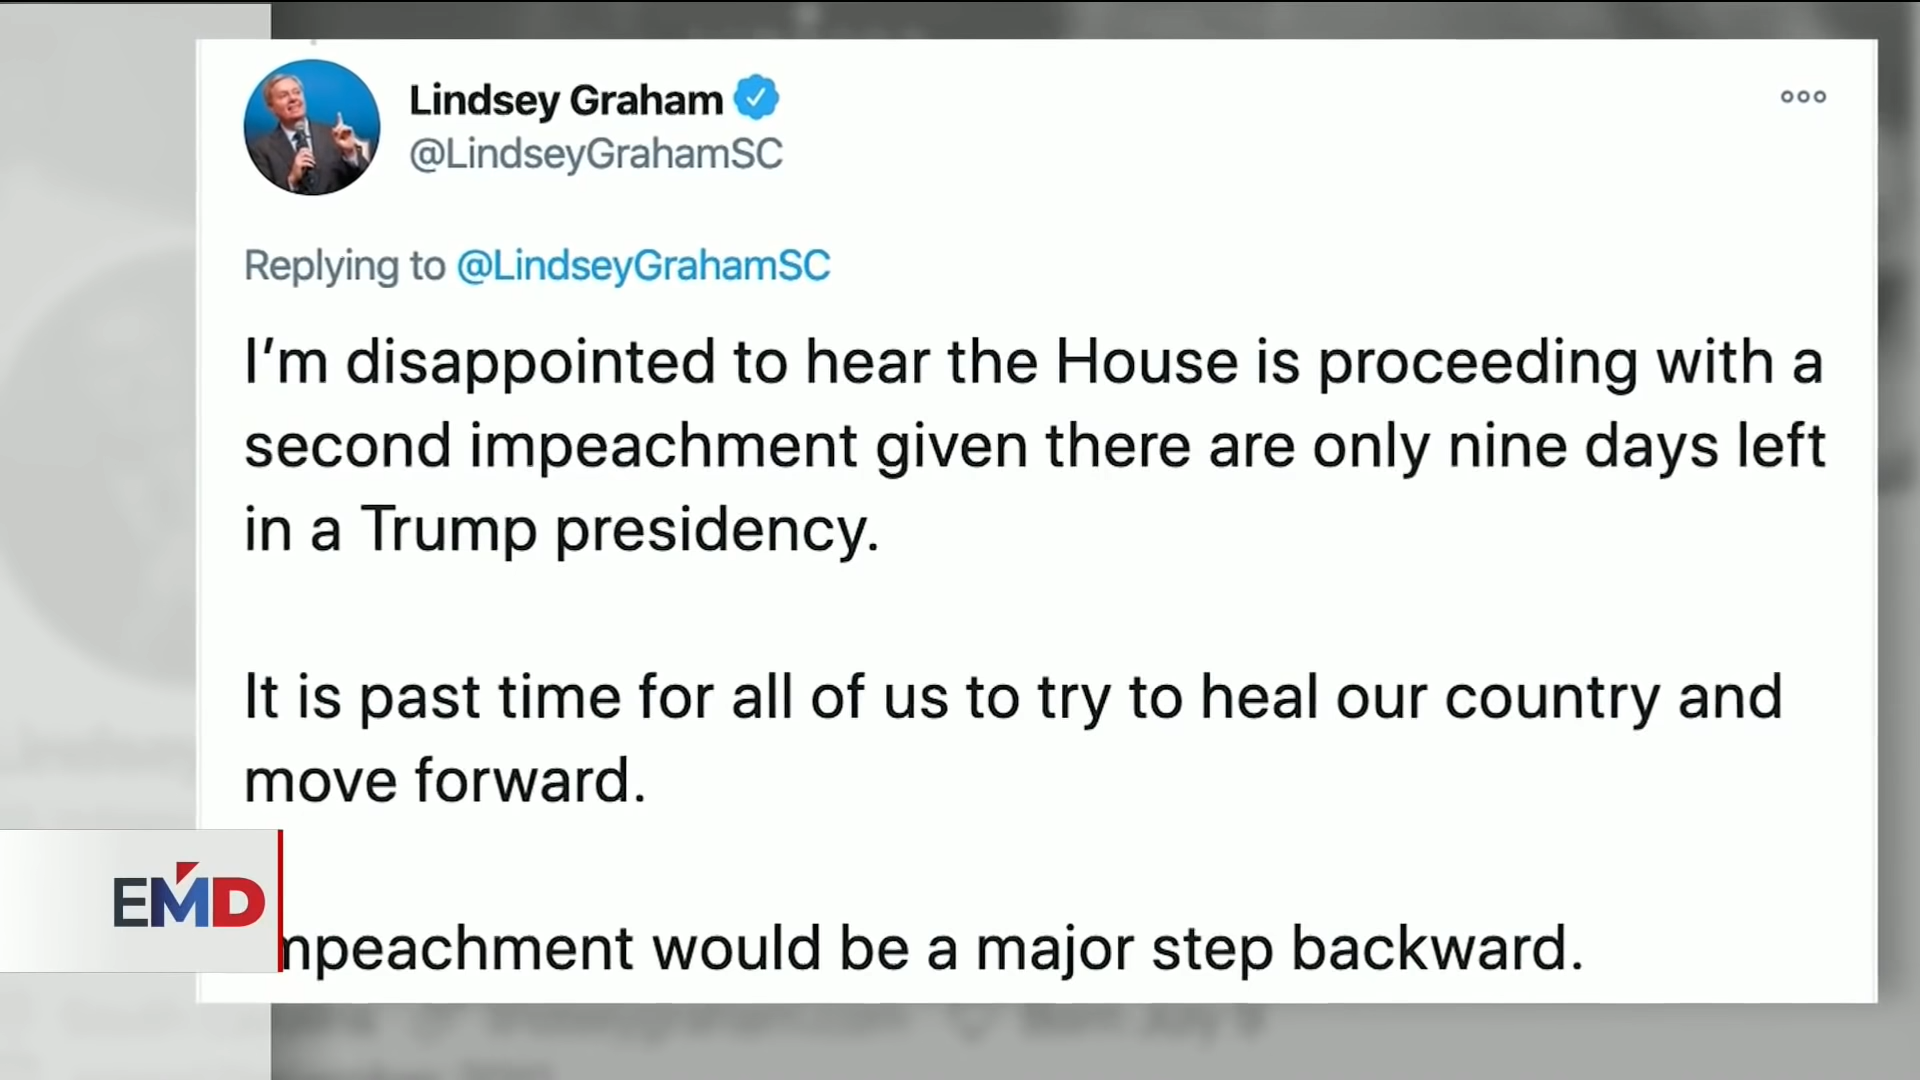 Lindsey Graham
@LindseyGrahamSC
Replying to @LindseyGrahamSC
I'm disappointed to hear the House is proceeding with a
second impeachment given there are only nine days left
in a Trump presidency.
It is past time for all of us to try to heal our country and
move forward.
EMD
mpeachment would be a major step backward.